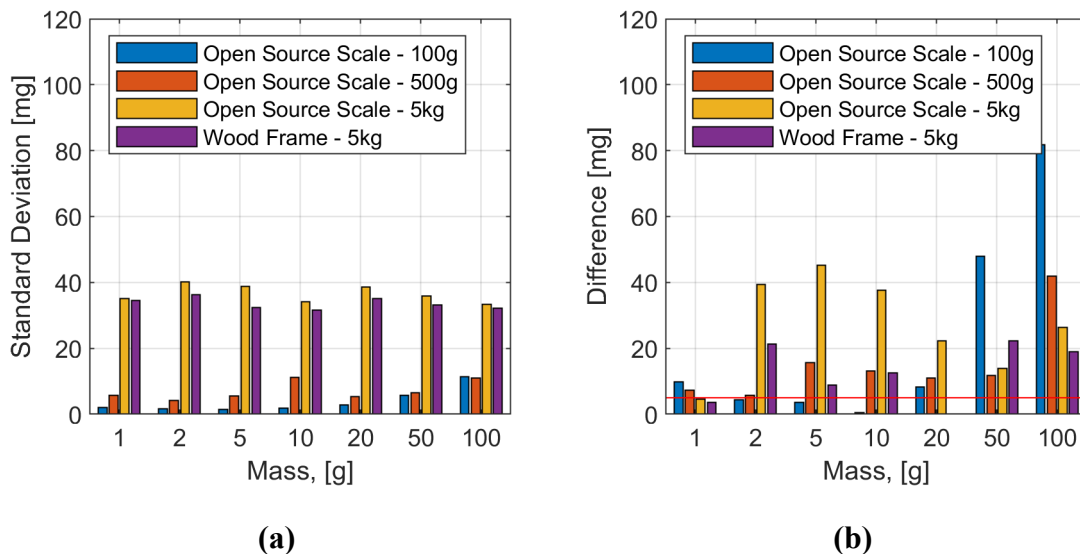 120
100
80
60
40
20
0
Standard Deviation [mg]
Open Source Scale - 100g
Open Source Scale - 500g
Open Source Scale - 5kg
Wood Frame - 5kg
1 2 5 10 20 50 100
Mass, [g]
(a)
120
100
80
60
40
20
0
Difference [mg]
Open Source Scale - 100g
Open Source Scale - 500g
Open Source Scale - 5kg
Wood Frame - 5kg
1 2 5 10 20 50 100
Mass, [g]
(b)